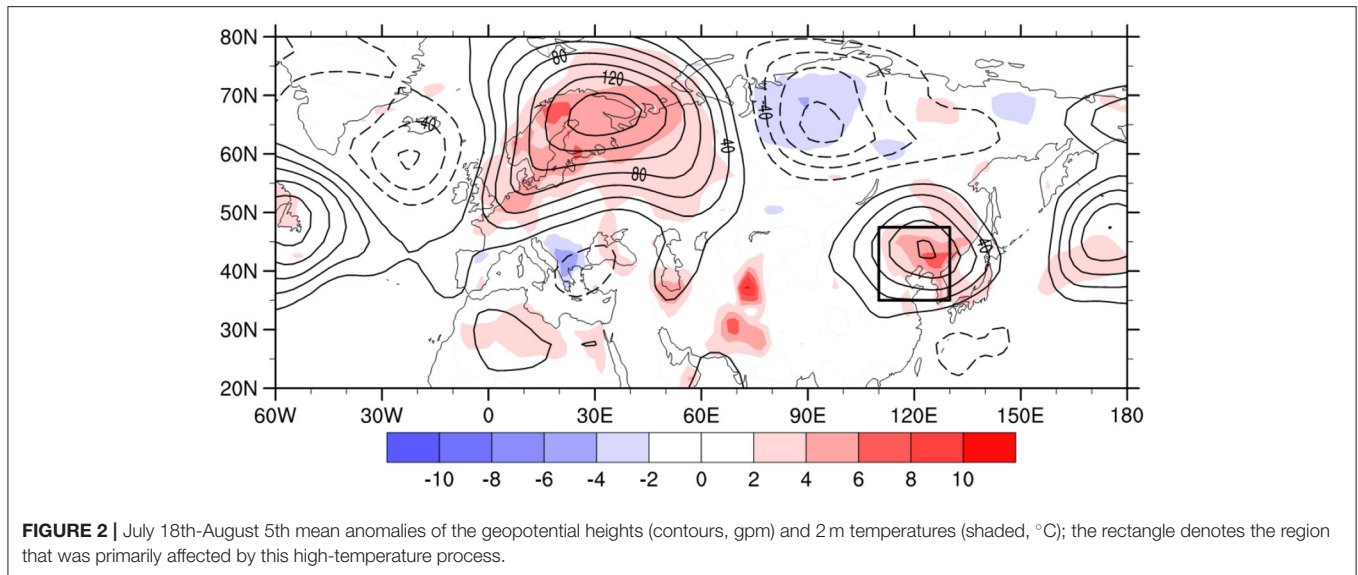 80N
70N
60N
50N
40N
30N
20N
80
120
40
80
-40
-40
40
60W 30W 0 30E 60E 90E 120E 150E 180
-10 -8 -6 -4 -2 0 2 4 6 8 10
FIGURE 2 | July 18th-August 5th mean anomalies of the geopotential heights (contours, gpm) and 2 m temperatures (shaded, °C); the rectangle denotes the region
that was primarily affected by this high-temperature process.